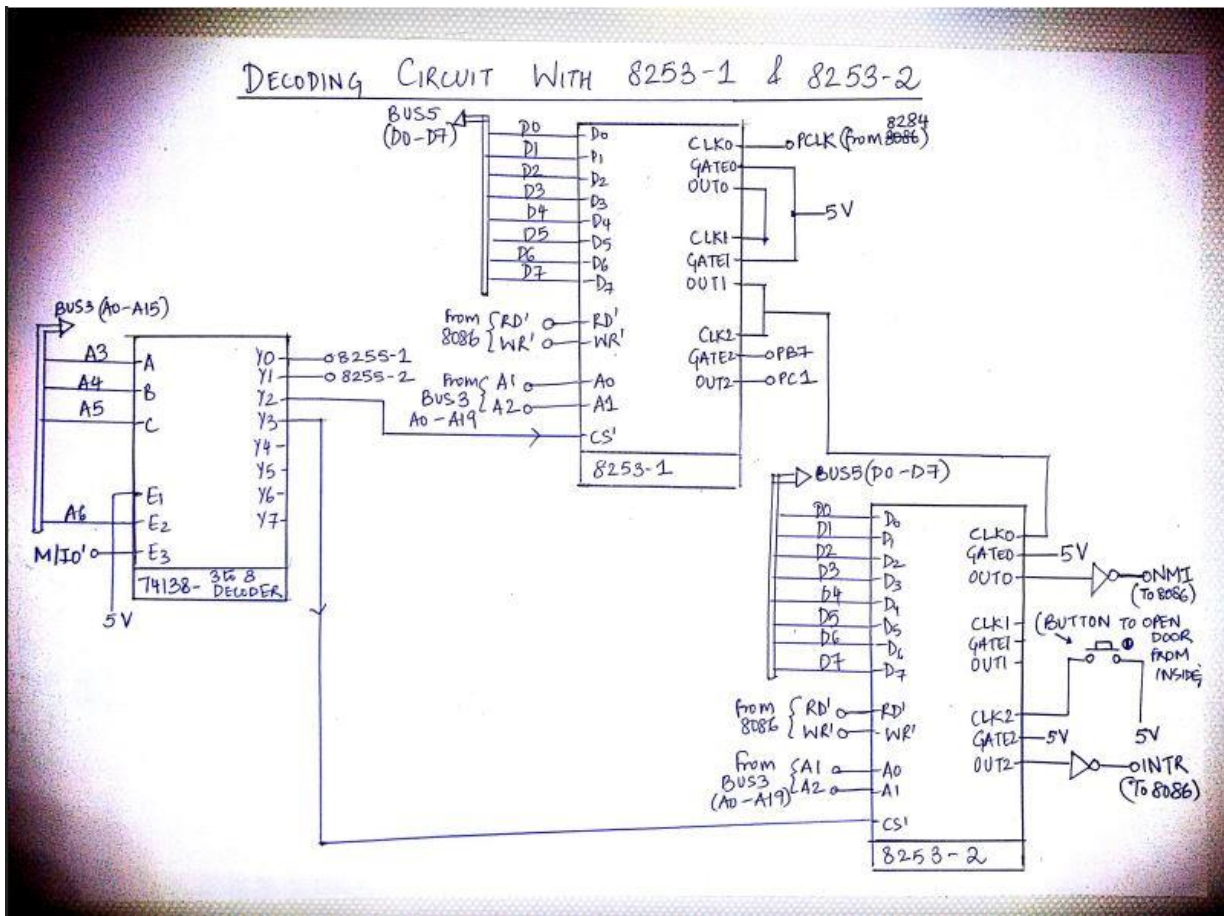 DECODING CIRCUIT WITH 8253-1 & 8253-2
BUS5
(D0-D7)
D0
D1
D2
D3
D4
D5
D6
D7
D0
D1
D2
D3
D4
D5
D6
D7
from 8086
RD'
WR'
RD'
WR'
From BUS3
A0-A19
A1
A2
A0
A1
CS'
8253-1
CLK0
GATE0
OUT0
CLK1
GATE1
OUT1
CLK2
GATE2
OUT2
8284
PCLK (from 8086)
5V
PB7
PC1
BUS3 (A0-A15)
A3
A4
A5
A6
M/IO'
5V
A
B
C
E1
E2
E3
Y0
Y1
Y2
Y3
Y4
Y5
Y6
Y7
8255-1
8255-2
74138- 3 to 8
DECODER
BUS5 (D0-D7)
D0
D1
D2
D3
D4
D5
D6
D7
D0
D1
D2
D3
D4
D5
D6
D7
from 8086
RD'
WR'
RD'
WR'
from
BUS3
(A0-A19)
A1
A2
A0
A1
CS'
8253-2
CLK0
GATE0
OUT0
CLK1
GATE1
OUT1
CLK2
GATE2
OUT2
5V
NMI
(To 8086)
(BUTTON TO OPEN
DOOR
FROM
INSIDE)
5V
5V
INTR
(To 8086)